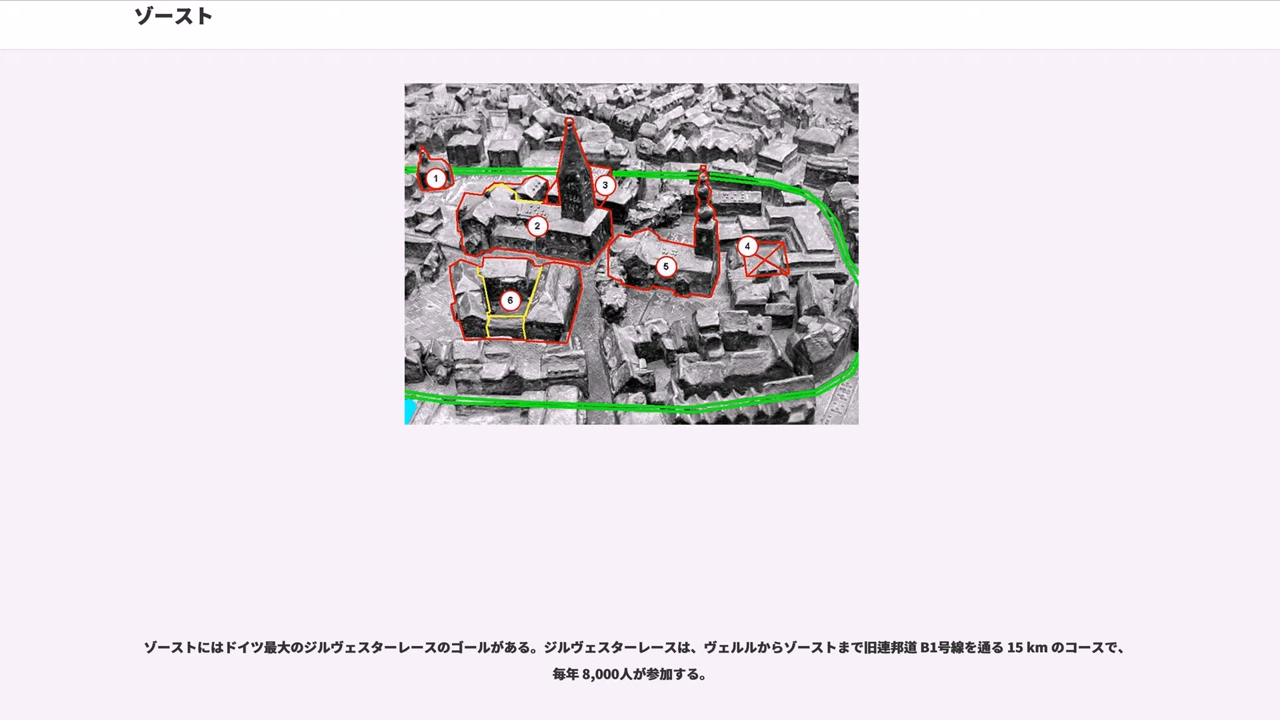 ゾースト
1
3
2
4
5
6
ゾーストにはドイツ最大のジルヴェスターレースのゴールがある。ジルヴェスターレースは、ヴェルルからゾーストまで旧連邦道 B1号線を通る 15 km のコースで、
毎年 8,000人が参加する。